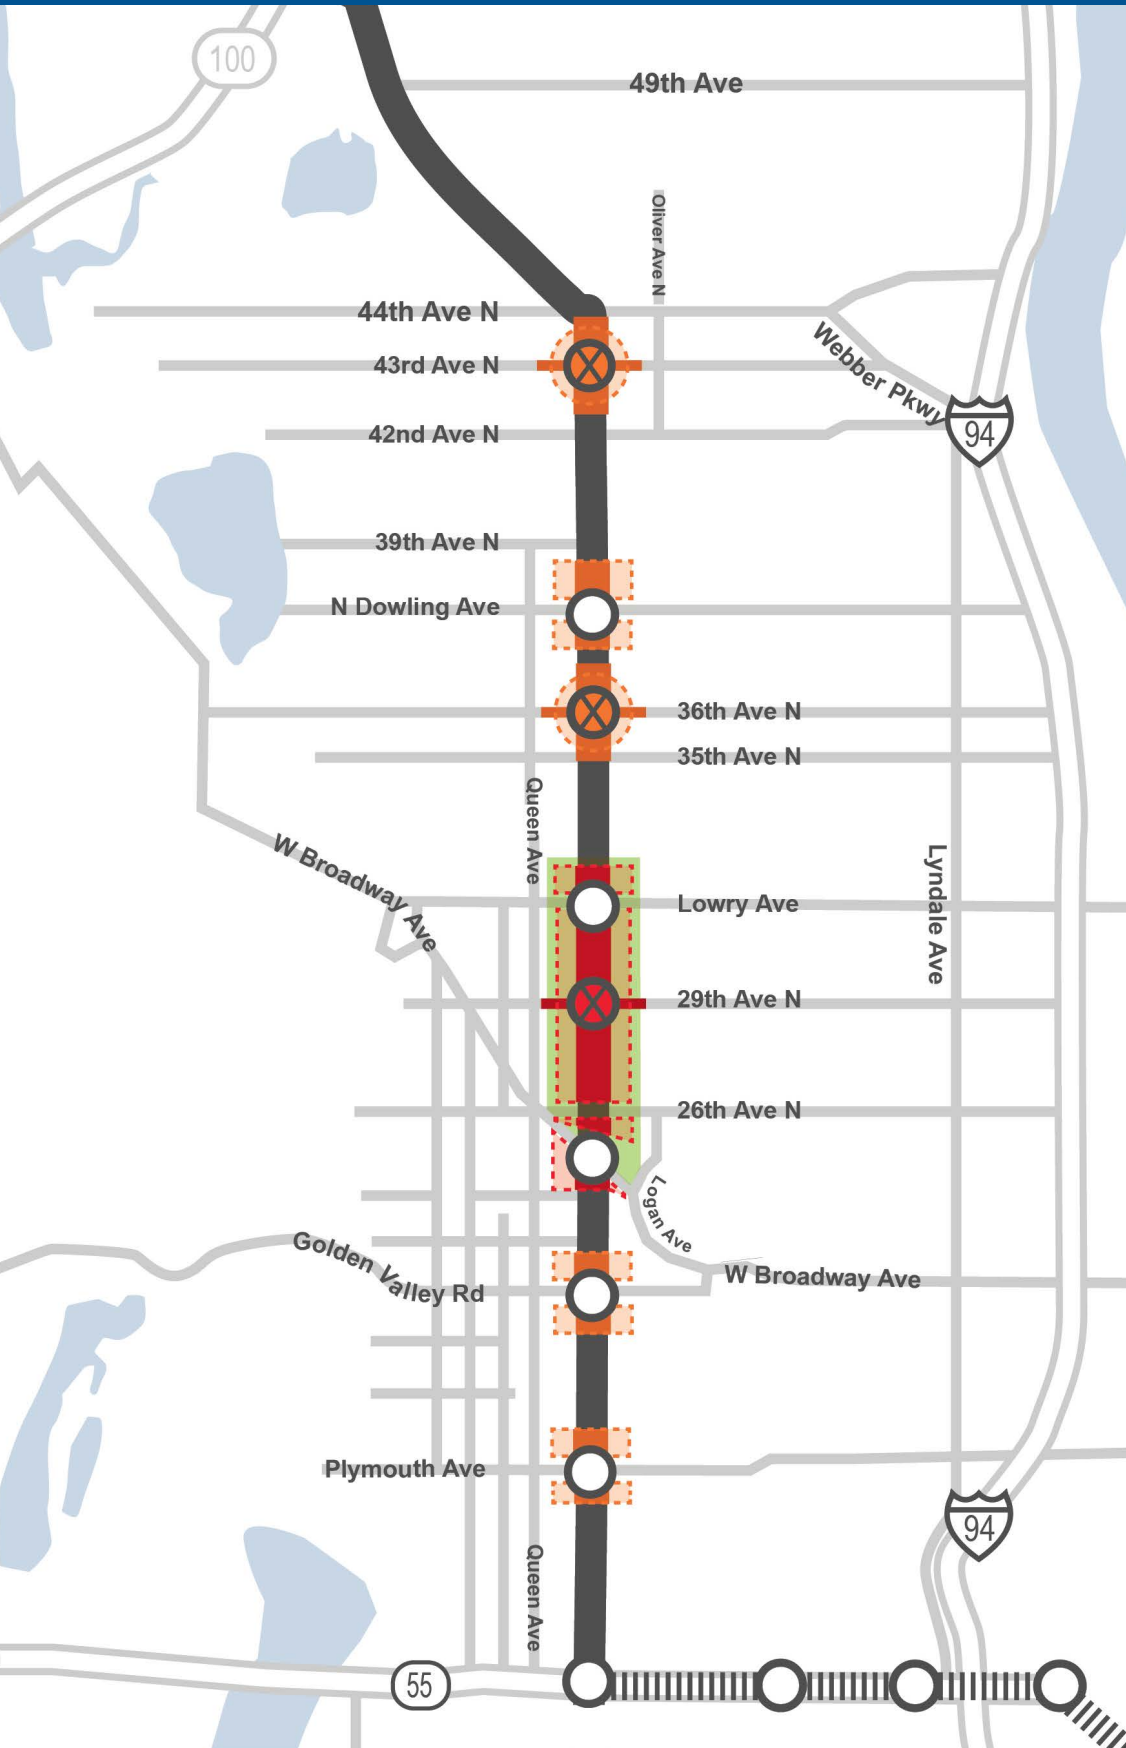 100
49th Ave
Oliver Ave N
44th Ave N
Webber Pkwy
43rd Ave N
42nd Ave N
94
39th Ave N
N Dowling Ave
36th Ave N
35th Ave N
Queen Ave
W Broadway Ave
Lyndale Ave
Lowry Ave
29th Ave N
26th Ave N
Logan Ave
Golden Valley Rd
W Broadway Ave
Plymouth Ave
94
Queen Ave
55